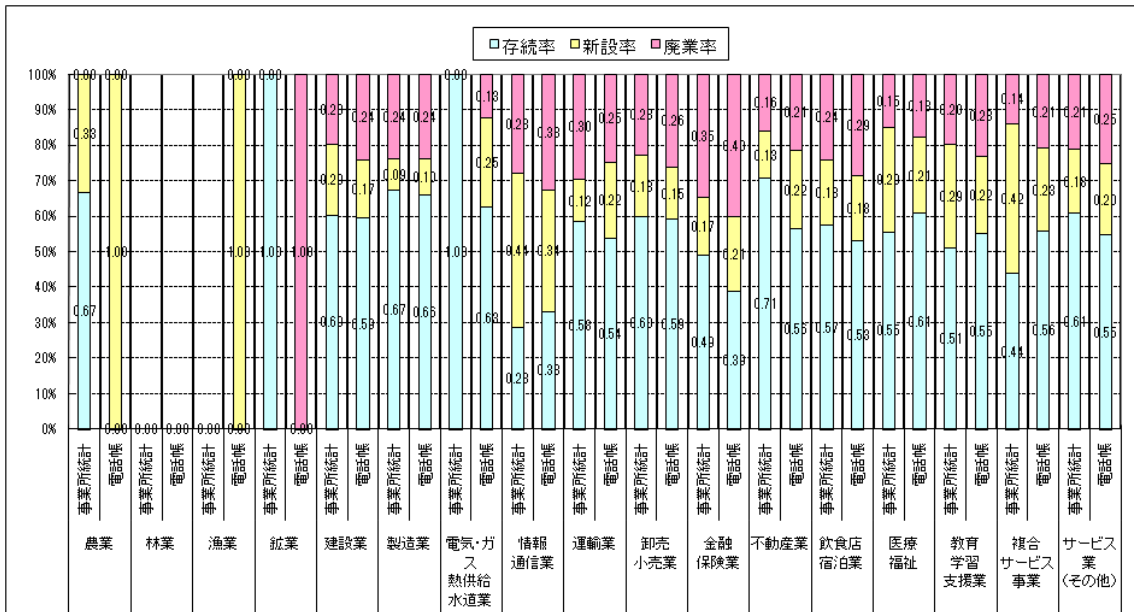 存続率 新設率 廃業率
100%
90%
80%
70%
60%
50%
40%
30%
20%
10%
0%
0.00
0.33
0.67
0.00
1.00
0.00
0.00
0.00
0.00
0.00
1.00
0.00
0.00
1.00
1.00
0.00
0.20
0.20
0.60
0.24
0.17
0.59
0.24
0.09
0.67
0.24
0.10
0.66
0.00
1.00
0.13
0.25
0.63
0.28
0.44
0.28
0.33
0.34
0.33
0.30
0.12
0.58
0.25
0.22
0.54
0.23
0.18
0.60
0.26
0.15
0.59
0.35
0.17
0.49
0.40
0.21
0.39
0.16
0.13
0.71
0.21
0.22
0.56
0.24
0.18
0.57
0.29
0.18
0.53
0.15
0.29
0.55
0.18
0.21
0.61
0.20
0.29
0.51
0.23
0.22
0.55
0.14
0.42
0.44
0.21
0.23
0.56
0.21
0.18
0.61
0.25
0.20
0.55
事業所統計
電話帳
事業所統計
電話帳
事業所統計
電話帳
事業所統計
電話帳
事業所統計
電話帳
事業所統計
電話帳
事業所統計
電話帳
事業所統計
電話帳
事業所統計
電話帳
事業所統計
電話帳
事業所統計
電話帳
事業所統計
電話帳
事業所統計
電話帳
事業所統計
電話帳
事業所統計
電話帳
事業所統計
電話帳
事業所統計
電話帳
農業
林業
漁業
鉱業
建設業
製造業
電気・ガ
ス
熱供給
水道業
情報
通信業
運輸業
卸売
小売業
金融
保険業
不動産業
飲食店
宿泊業
医療
福祉
教育
学習
支援業
複合
サービス
事業
サービス
業
(その他)